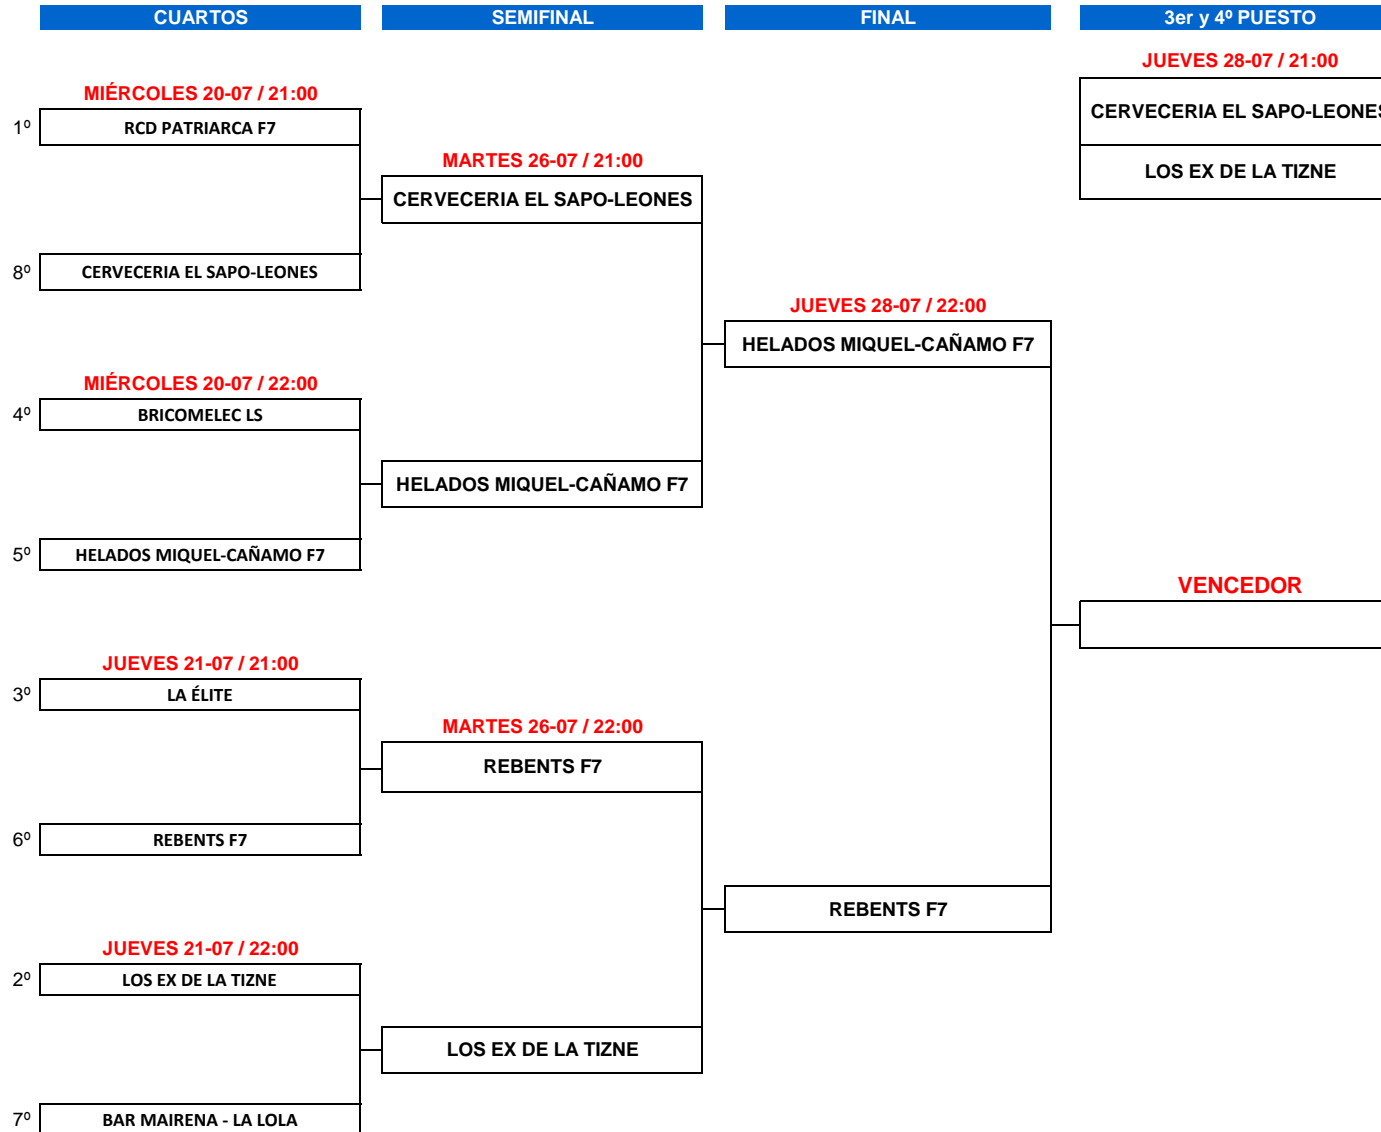 CUARTOS
SEMIFINAL
FINAL
3er y 4º PUESTO
JUEVES 28-07 / 21:00
CERVECERIA EL SAPO-LEONES
LOS EX DE LA TIZNE
MIÉRCOLES 20-07 / 21:00
1º RCD PATRIARCA F7
MARTES 26-07 / 21:00
CERVECERIA EL SAPO-LEONES
8º CERVECERIA EL SAPO-LEONES
JUEVES 28-07 / 22:00
HELADOS MIQUEL-CAÑAMO F7
MIÉRCOLES 20-07 / 22:00
4º BRICOMELEC LS
HELADOS MIQUEL-CAÑAMO F7
5º HELADOS MIQUEL-CAÑAMO F7
VENCEDOR
JUEVES 21-07 / 21:00
3º LA ÉLITE
MARTES 26-07 / 22:00
REBENTS F7
6º REBENTS F7
REBENTS F7
JUEVES 21-07 / 22:00
2º LOS EX DE LA TIZNE
LOS EX DE LA TIZNE
7º BAR MAIRENA - LA LOLA